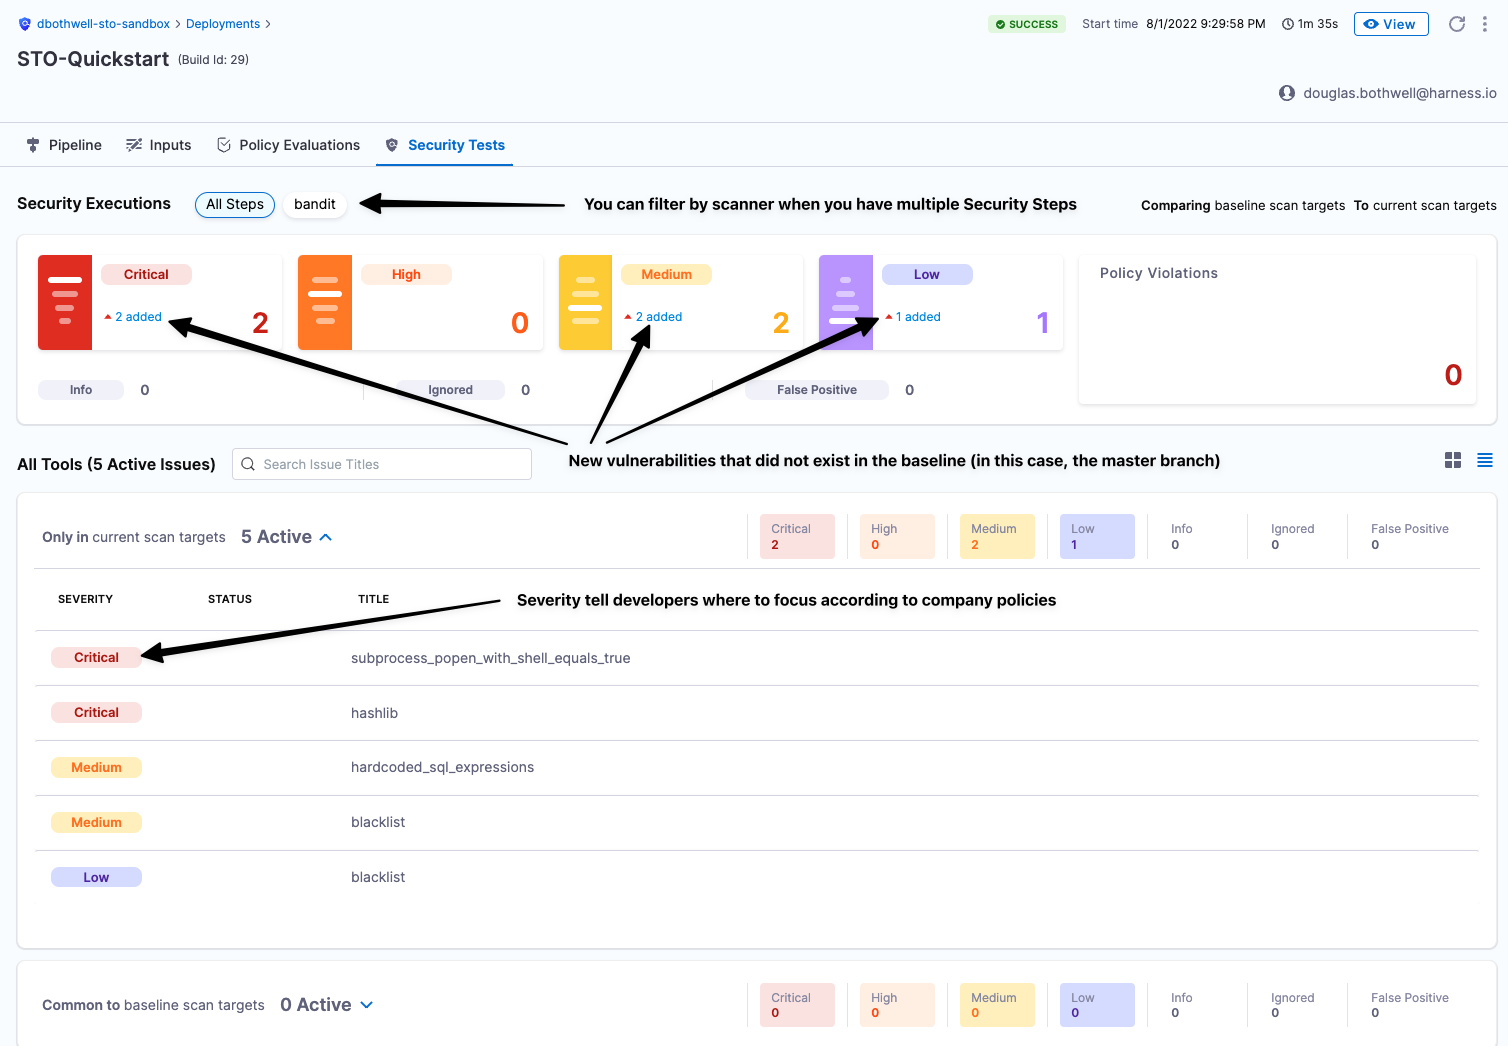 dbothwell-sto-sandbox > Deployments >
SUCCESS Start time 8/1/2022 9:29:58 PM 1m 35s View
STO-Quickstart (Build Id: 29)
douglas.bothwell@harness.io
Pipeline Inputs Policy Evaluations Security Tests
Security Executions All Steps bandit You can filter by scanner when you have multiple Security Steps Comparing baseline scan targets To current scan targets
Critical High Medium Low Policy Violations
2 added 2 0 2 added 2 1 added 1
0
Info 0 Ignored 0 False Positive 0
All Tools (5 Active Issues) Search Issue Titles New vulnerabilities that did not exist in the baseline (in this case, the master branch)
Only in current scan targets 5 Active
Critical High Medium Low Info Ignored False Positive
2 0 2 1 0 0 0
SEVERITY STATUS TITLE Severity tell developers where to focus according to company policies
Critical subprocess_popen_with_shell_equals_true
Critical hashlib
Medium hardcoded_sql_expressions
Medium blacklist
Low blacklist
Common to baseline scan targets 0 Active
Critical High Medium Low Info Ignored False Positive
0 0 0 0 0 0 0